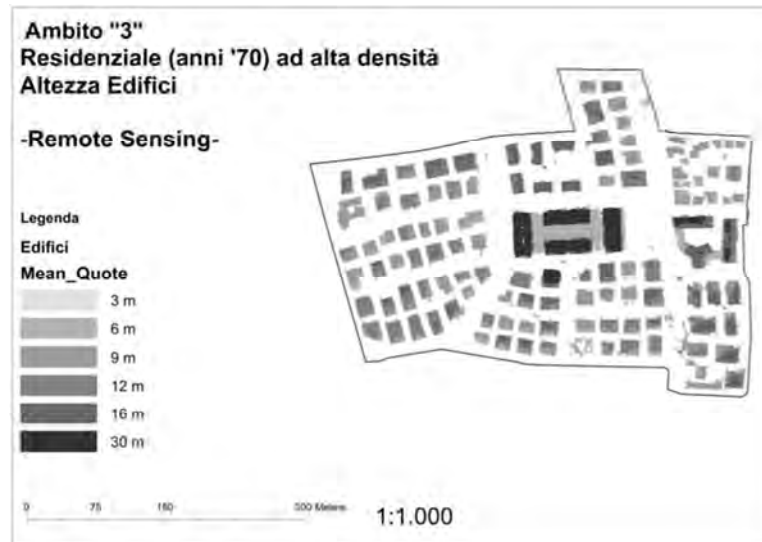 Ambito "3"
Residenziale (anni '70) ad alta densità
Altezza Edifici
-Remote Sensing-
Legenda
Edifici
Mean_Quote
3 m
6 m
9 m
12 m
16 m
30 m
0 75 150 300 Meters
1:1.000